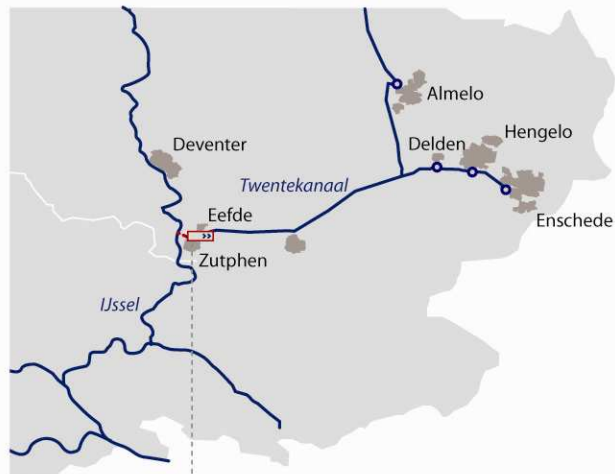 Almelo
Hengelo
Delden
Deventer
Twentekanaal
Eefde
Enschede
Zutphen
IJssel